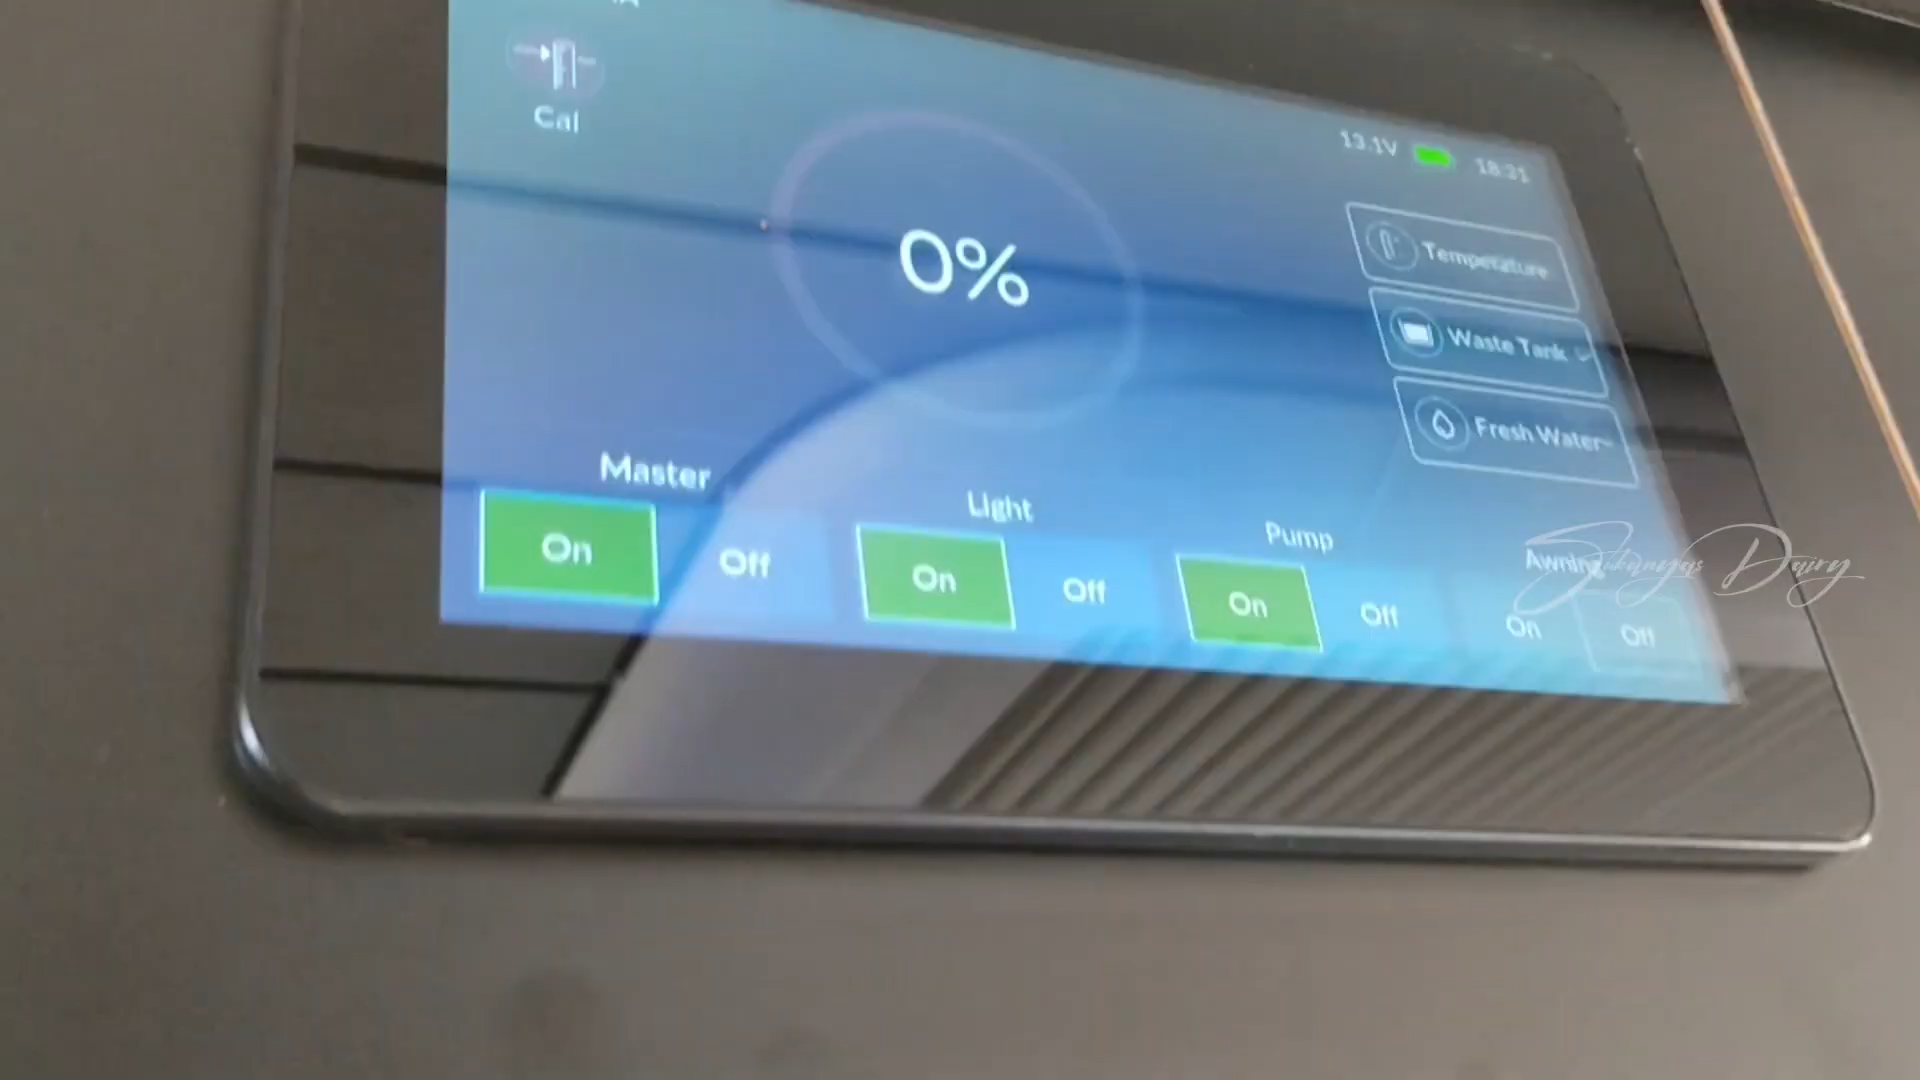 Cal
13.1V 18:31
0%
Temperature
Waste Tank
Fresh Water
Master
On Off
Light
On Off
Pump
On Off
Awning
On Off